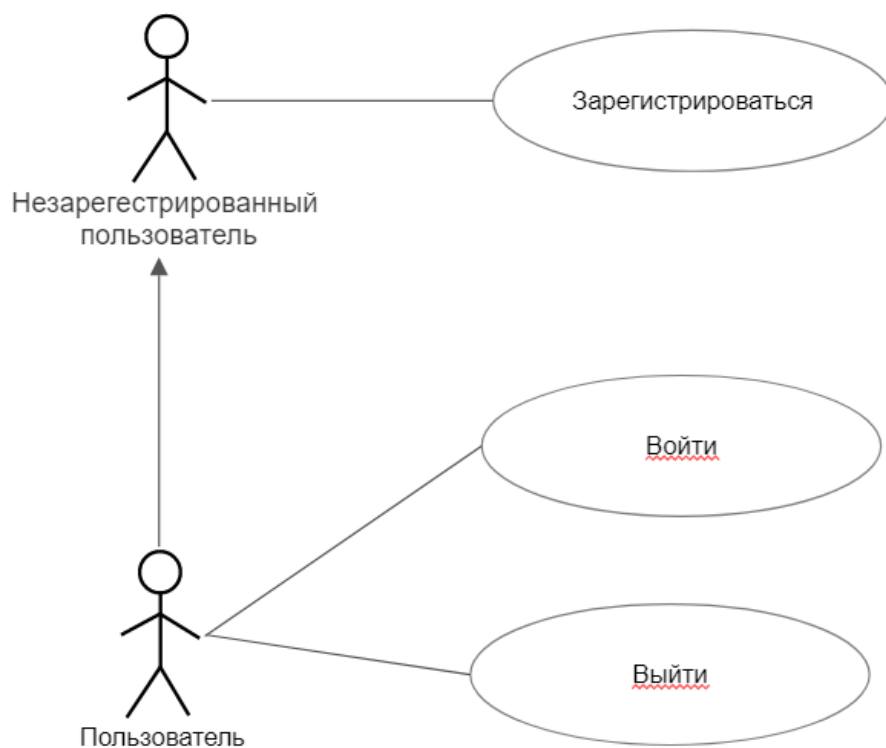 Зарегистрироваться
Незарегестрированный
пользователь
Войти
Выйти
Пользователь